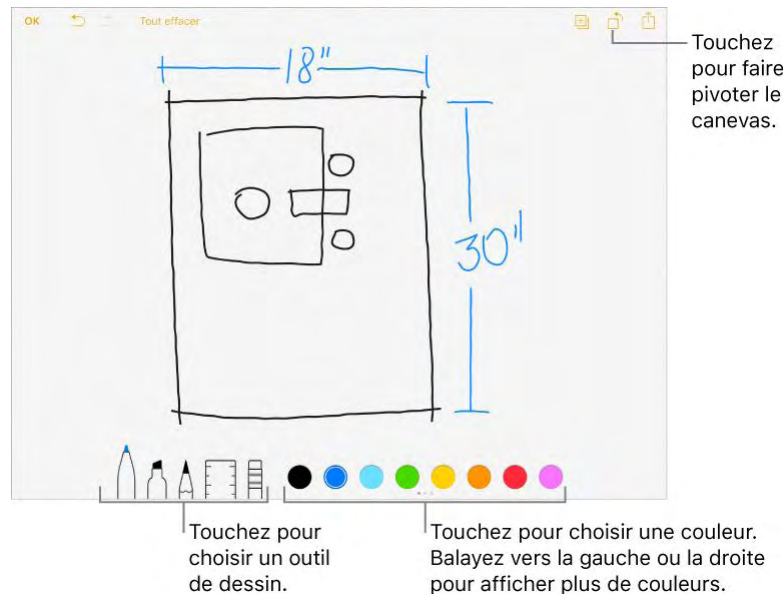 OK Tout effacer
18"
Touchez
pour faire
pivoter le
canevas.
30"
Touchez pour
choisir un outil
de dessin.
Touchez pour choisir une couleur.
Balayez vers la gauche ou la droite
pour afficher plus de couleurs.